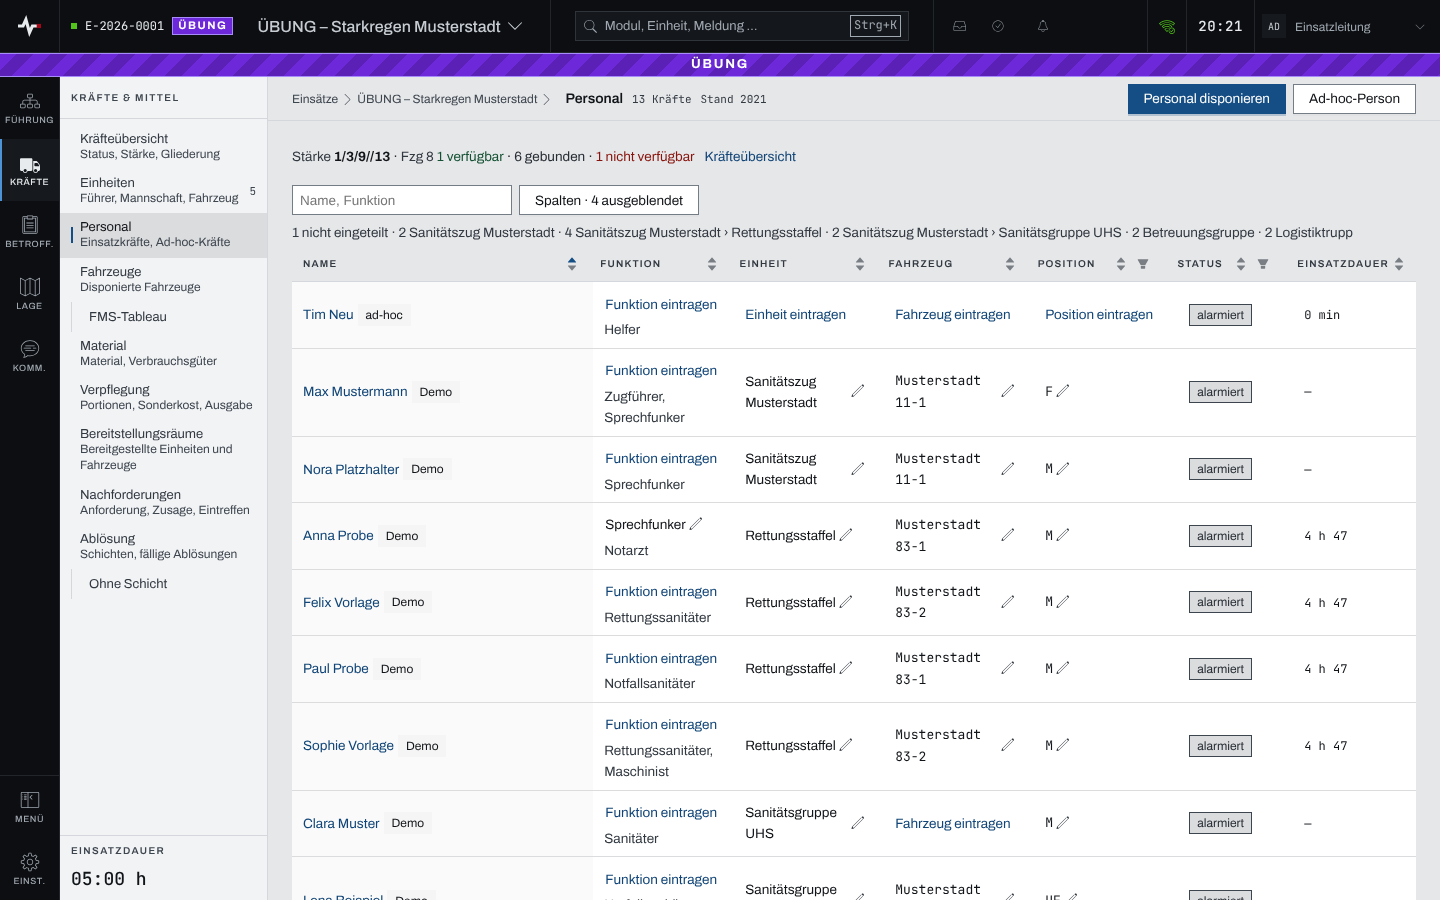 E-2026-0001 ÜBUNG ÜBUNG – Starkregen Musterstadt
Modul, Einheit, Meldung ... Strg+K
20:21 AD Einsatzleitung
ÜBUNG
FÜHRUNG
KRÄFTE
BETROFF.
LAGE
KOMM.
MENÜ
EINST.
KRÄFTE & MITTEL
Kräfteübersicht
Status, Stärke, Gliederung
Einheiten
Führer, Mannschaft, Fahrzeug 5
Personal
Einsatzkräfte, Ad-hoc-Kräfte
Fahrzeuge
Disponierte Fahrzeuge
FMS-Tableau
Material
Material, Verbrauchsgüter
Verpflegung
Portionen, Sonderkost, Ausgabe
Bereitstellungsräume
Bereitgestellte Einheiten und
Fahrzeuge
Nachforderungen
Anforderung, Zusage, Eintreffen
Ablösung
Schichten, fällige Ablösungen
Ohne Schicht
EINSATZDAUER
05:00 h
Einsätze ÜBUNG – Starkregen Musterstadt Personal 13 Kräfte Stand 2021
Personal disponieren Ad-hoc-Person
Stärke 1/3/9//13 · Fzg 8 1 verfügbar · 6 gebunden · 1 nicht verfügbar Kräfteübersicht
Name, Funktion Spalten · 4 ausgeblendet
1 nicht eingeteilt · 2 Sanitätszug Musterstadt · 4 Sanitätszug Musterstadt › Rettungsstaffel · 2 Sanitätszug Musterstadt › Sanitätsgruppe UHS · 2 Betreuungsgruppe · 2 Logistiktrupp
NAME FUNKTION EINHEIT FAHRZEUG POSITION STATUS EINSATZDAUER
Funktion eintragen
Tim Neu ad-hoc Einheit eintragen Fahrzeug eintragen Position eintragen alarmiert 0 min
Helfer
Funktion eintragen
Sanitätszug Musterstadt
Max Mustermann Demo Zugführer, F alarmiert –
Musterstadt 11-1
Sprechfunker
Funktion eintragen Sanitätszug Musterstadt
Nora Platzhalter Demo M alarmiert –
Sprechfunker Musterstadt 11-1
Sprechfunker Musterstadt
Anna Probe Demo Rettungsstaffel M alarmiert 4 h 47
Notarzt 83-1
Funktion eintragen Musterstadt
Felix Vorlage Demo Rettungsstaffel M alarmiert 4 h 47
Rettungssanitäter 83-2
Funktion eintragen Musterstadt
Paul Probe Demo Rettungsstaffel M alarmiert 4 h 47
Notfallsanitäter 83-1
Funktion eintragen Musterstadt
Sophie Vorlage Demo Rettungssanitäter, Rettungsstaffel M alarmiert 4 h 47
Maschinist 83-2
Funktion eintragen Sanitätsgruppe
Clara Muster Demo Fahrzeug eintragen M alarmiert –
Sanitäter UHS
Funktion eintragen Sanitätsgruppe Musterstadt